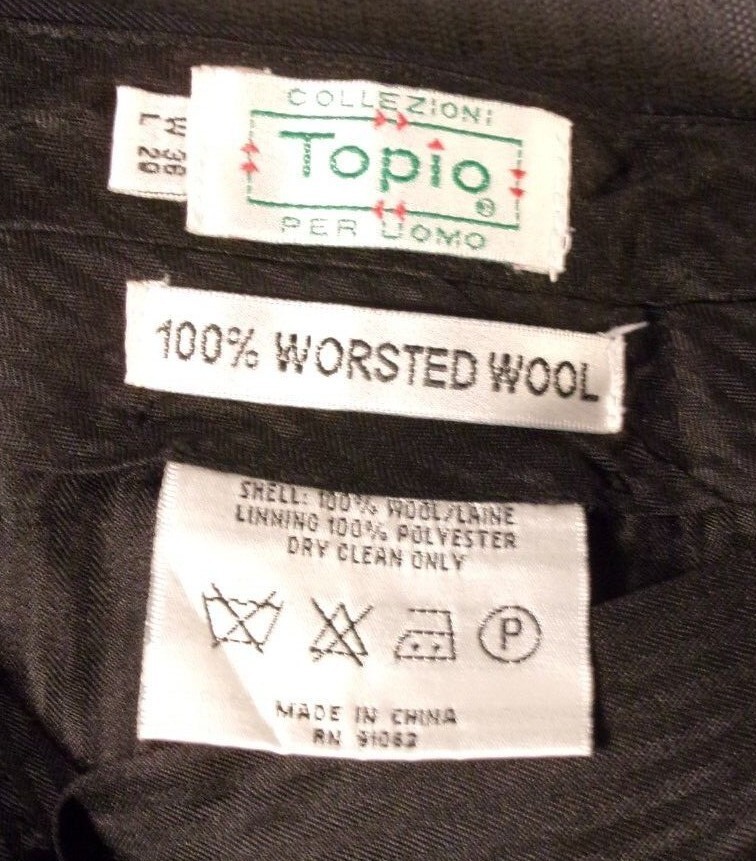 COLLEZIONI
Topio
PER UOMO
W 36
L 29
100% WORSTED WOOL
SHELL: 100% WOOL/LAINE
LINNING 100% POLYESTER
DRY CLEAN ONLY
P
MADE IN CHINA
RN 91062